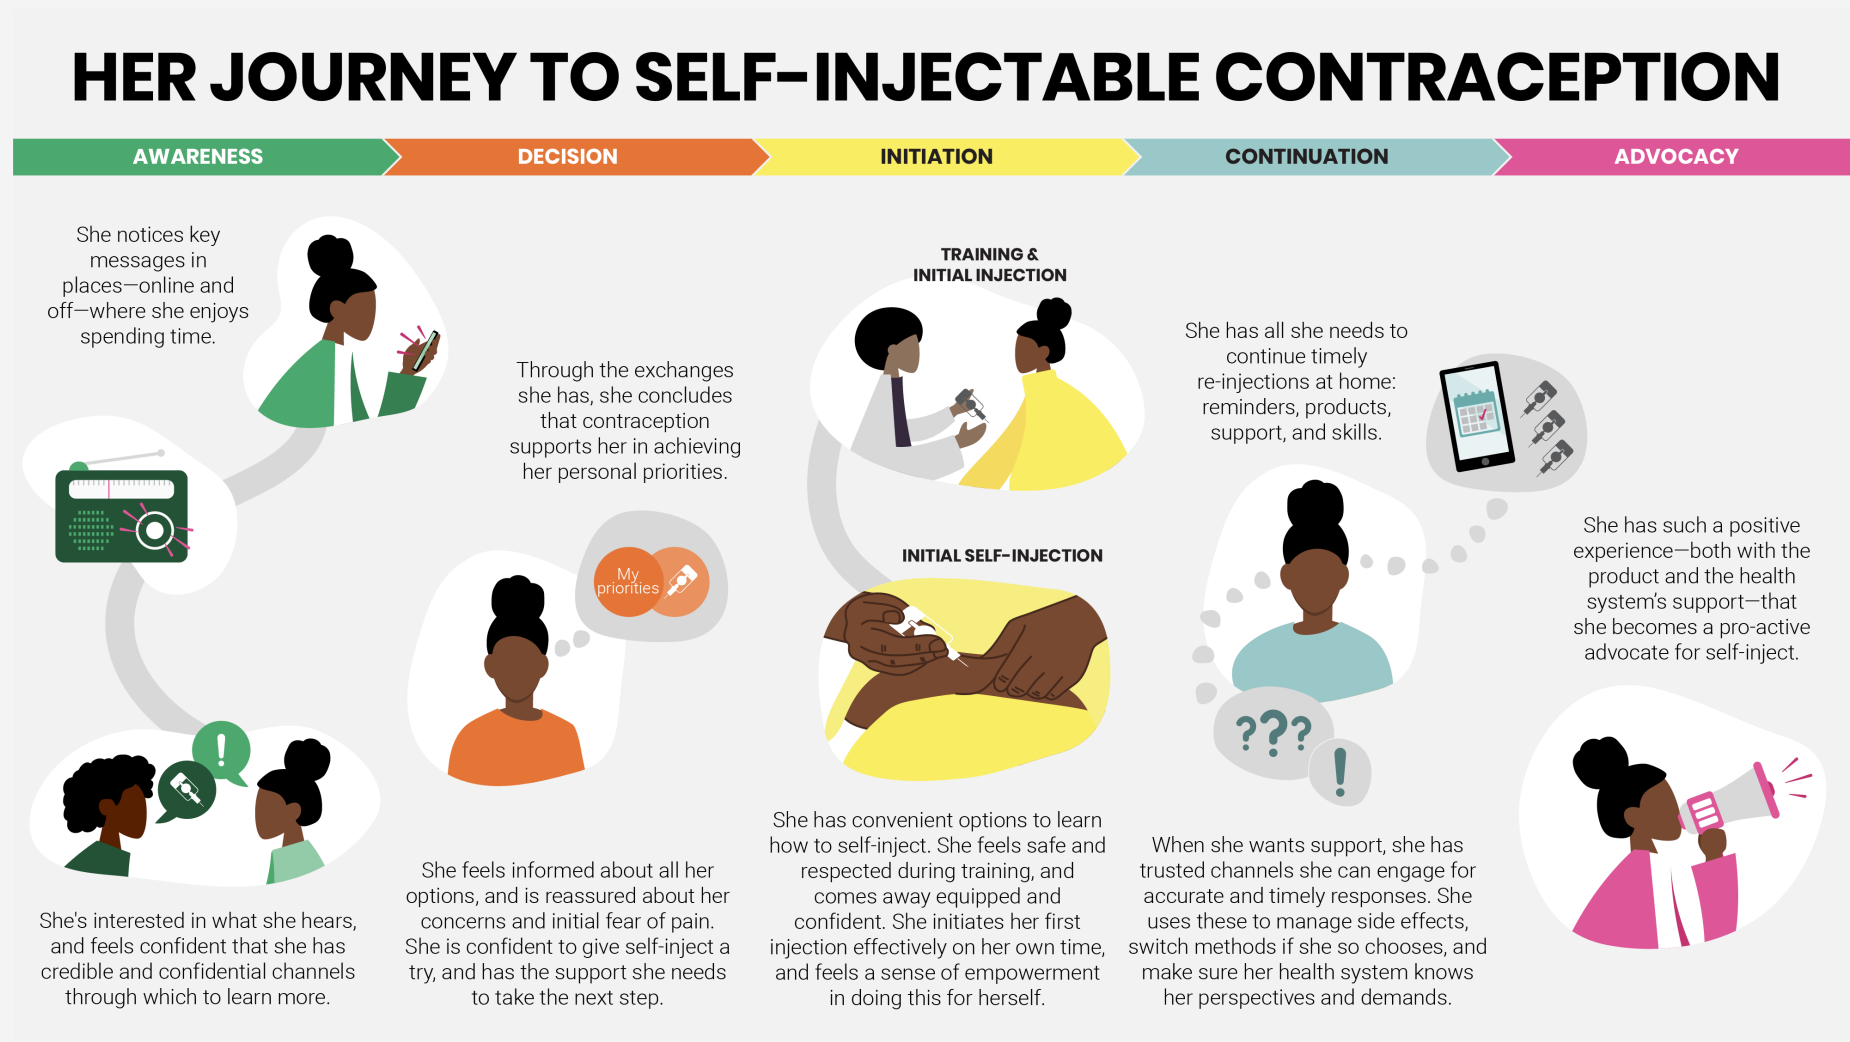 HER JOURNEY TO SELF-INJECTABLE CONTRACEPTION
AWARENESS
DECISION
INITIATION
CONTINUATION
ADVOCACY
She notices key
messages in
places—online and
off—where she enjoys
spending time.
She's interested in what she hears,
and feels confident that she has
credible and confidential channels
through which to learn more.
Through the exchanges
she has, she concludes
that contraception
supports her in achieving
her personal priorities.
My
priorities
She feels informed about all her
options, and is reassured about her
concerns and initial fear of pain.
She is confident to give self-inject a
try, and has the support she needs
to take the next step.
TRAINING &
INITIAL INJECTION
INITIAL SELF-INJECTION
She has convenient options to learn
how to self-inject. She feels safe and
respected during training, and
comes away equipped and
confident. She initiates her first
injection effectively on her own time,
and feels a sense of empowerment
in doing this for herself.
She has all she needs to
continue timely
re-injections at home:
reminders, products,
support, and skills.
???
!
When she wants support, she has
trusted channels she can engage for
accurate and timely responses. She
uses these to manage side effects,
switch methods if she so chooses, and
make sure her health system knows
her perspectives and demands.
She has such a positive
experience—both with the
product and the health
system's support—that
she becomes a pro-active
advocate for self-inject.
!